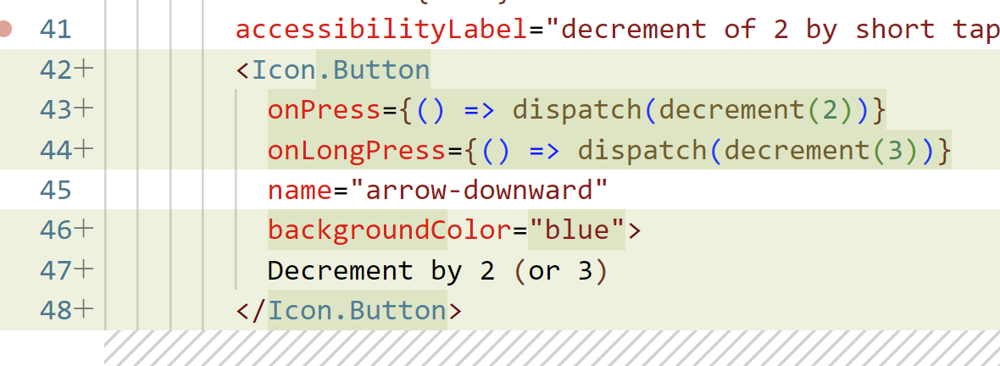 41 accessibilityLabel="decrement of 2 by short tap
42+ <Icon.Button
43+ onPress={() => dispatch(decrement(2))}
44+ onLongPress={() => dispatch(decrement(3))}
45 name="arrow-downward"
46+ backgroundColor="blue">
47+ Decrement by 2 (or 3)
48+ </Icon.Button>